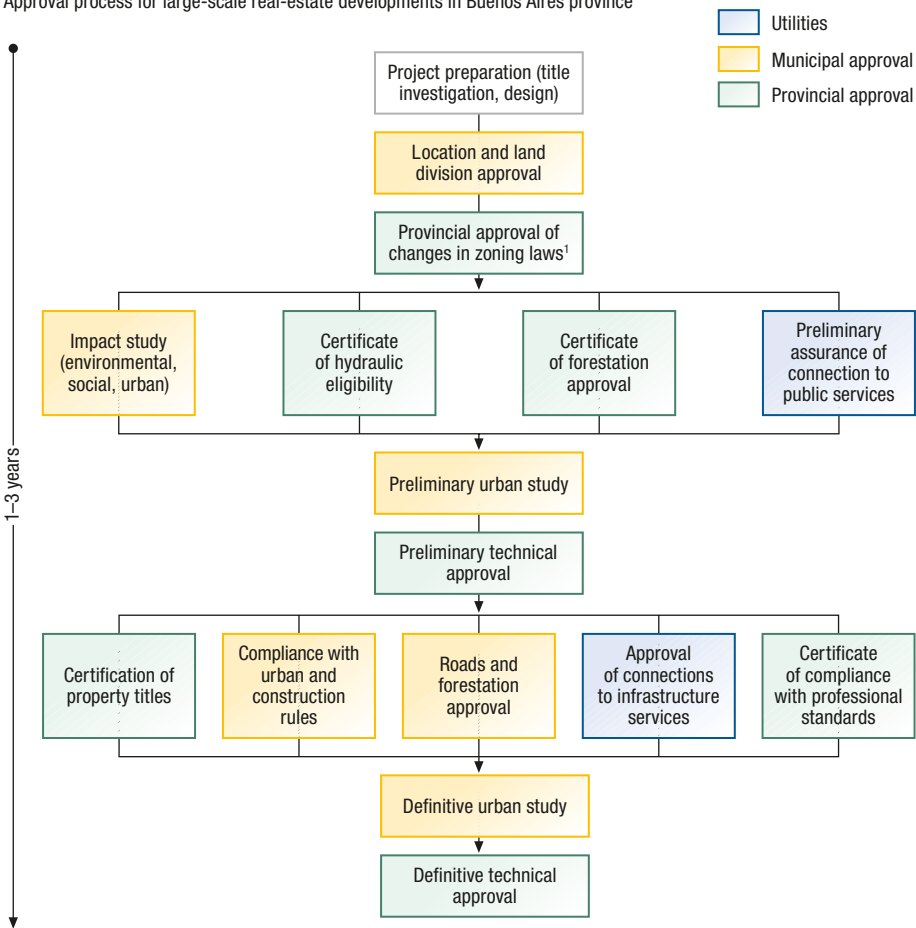 Approval process for large-scale real-estate developments in Buenos Aires province
Utilities
Municipal approval
Provincial approval
1–3 years
Project preparation (title
investigation, design)
Location and land
division approval
Provincial approval of
changes in zoning laws¹
Impact study
(environmental,
social, urban)
Certificate
of hydraulic
eligibility
Certificate
of forestation
approval
Preliminary
assurance of
connection to
public services
Preliminary urban study
Preliminary technical
approval
Certification of
property titles
Compliance with
urban and
construction
rules
Roads and
forestation
approval
Approval
of connections
to infrastructure
services
Certificate
of compliance
with professional
standards
Definitive urban study
Definitive technical
approval